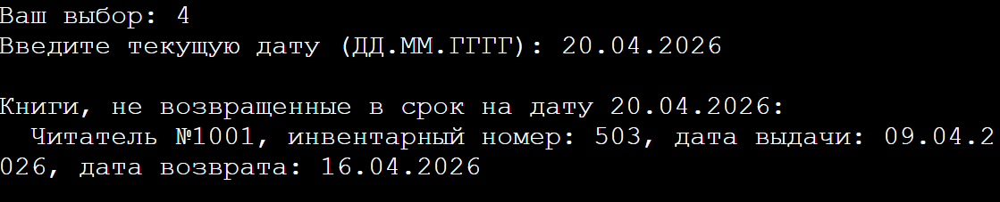 Ваш выбор: 4
Введите текущую дату (ДД.ММ.ГГГГ): 20.04.2026
Книги, не возвращенные в срок на дату 20.04.2026:
Читатель №1001, инвентарный номер: 503, дата выдачи: 09.04.2
026, дата возврата: 16.04.2026